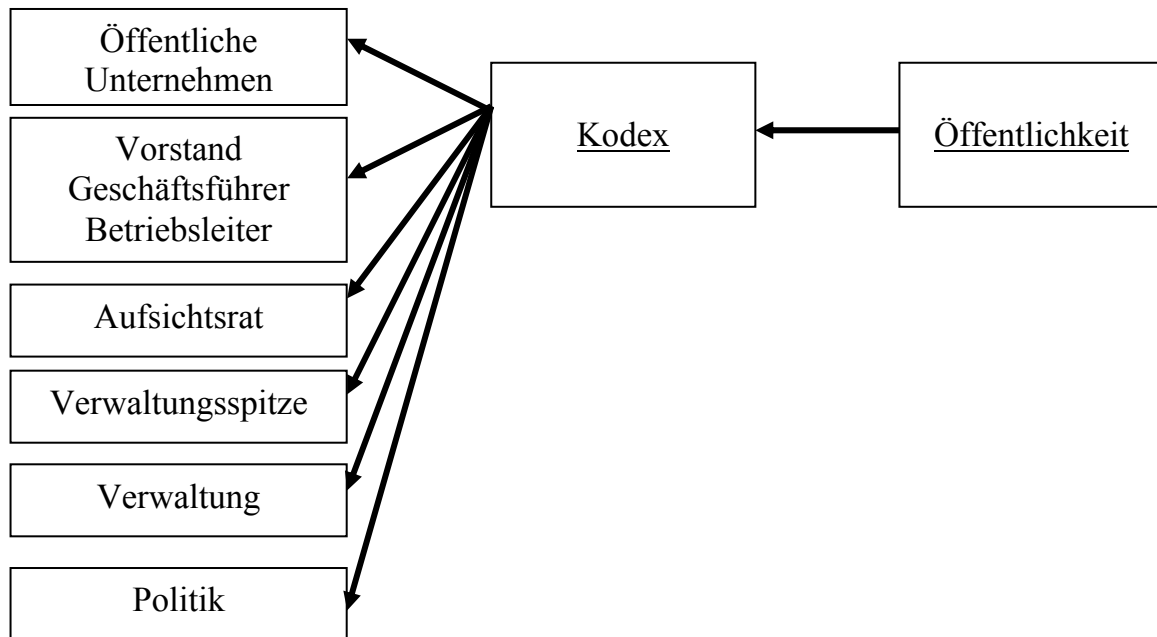 Öffentliche
Unternehmen
Vorstand
Geschäftsführer
Betriebsleiter
Aufsichtsrat
Verwaltungsspitze
Verwaltung
Politik
Kodex
Öffentlichkeit